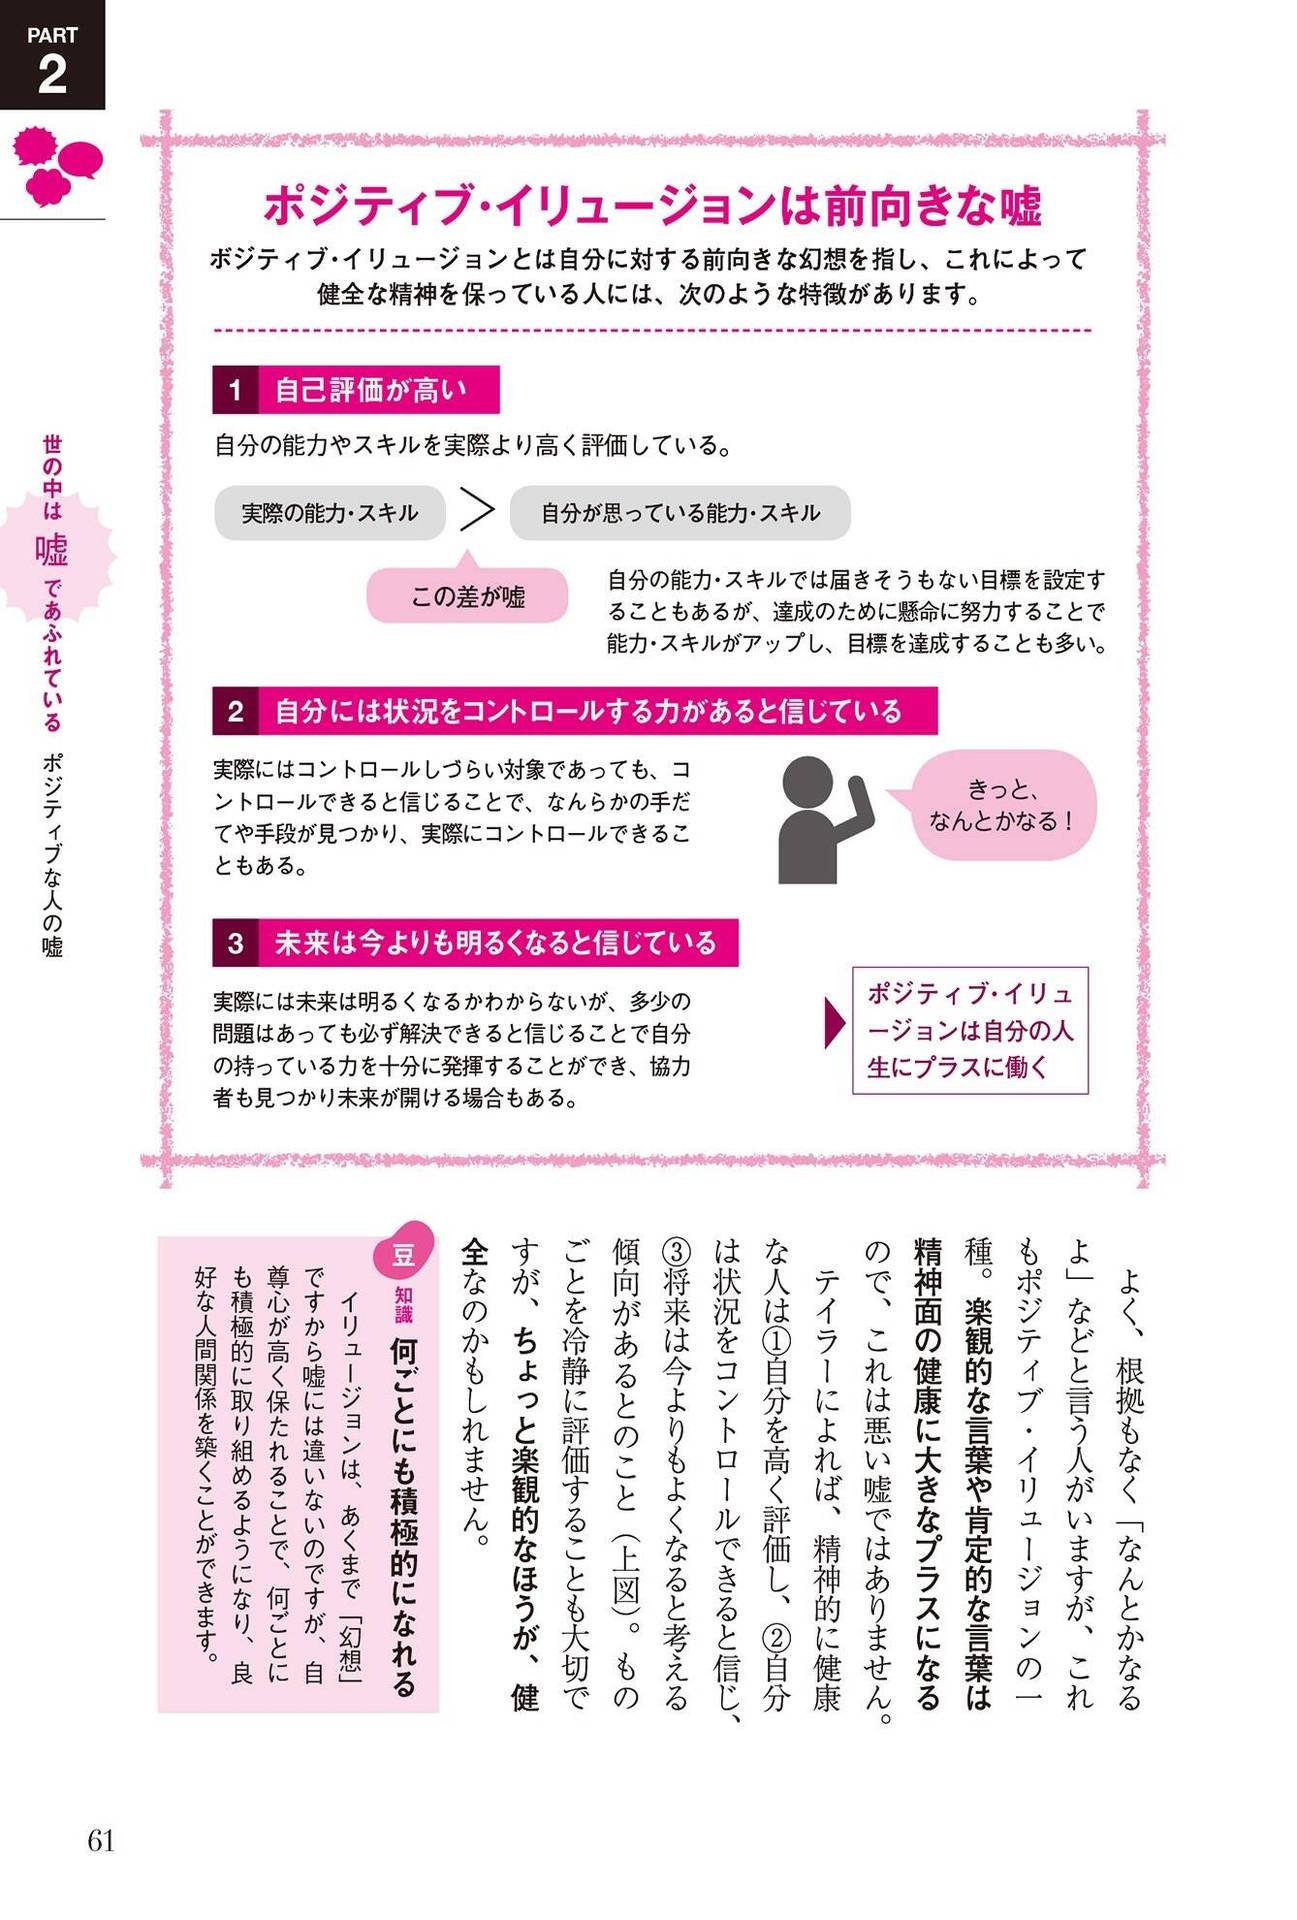 PART
2
世の中は嘘であふれている ポジティブな人の嘘
ポジティブ・イリュージョンは前向きな嘘
ポジティブ・イリュージョンとは自分に対する前向きな幻想を指し、これによって
健全な精神を保っている人には、次のような特徴があります。
1 自己評価が高い
自分の能力やスキルを実際より高く評価している。
実際の能力・スキル > 自分が思っている能力・スキル
この差が嘘
自分の能力・スキルでは届きそうもない目標を設定す
ることもあるが、達成のために懸命に努力することで
能力・スキルがアップし、目標を達成することも多い。
2 自分には状況をコントロールする力があると信じている
実際にはコントロールしづらい対象であっても、コ
ントロールできると信じることで、なんらかの手だ
てや手段が見つかり、実際にコントロールできるこ
ともある。
きっと、
なんとかなる！
3 未来は今よりも明るくなると信じている
実際には未来は明るくなるかわからないが、多少の
問題はあっても必ず解決できると信じることで自分
の持っている力を十分に発揮することができ、協力
者も見つかり未来が開ける場合もある。
ポジティブ・イリュ
ージョンは自分の人
生にプラスに働く
よく、根拠もなく「なんとかなる
よ」などと言う人がいますが、これ
もポジティブ・イリュージョンの一
種。楽観的な言葉や肯定的な言葉は
精神面の健康に大きなプラスになる
ので、これは悪い嘘ではありません。
テイラーによれば、精神的に健康
な人は①自分を高く評価し、②自分
は状況をコントロールできると信じ、
③将来は今よりもよくなると考える
傾向があるとのこと（上図）。もの
ごとを冷静に評価することも大切で
すが、ちょっと楽観的なほうが、健
全なのかもしれません。
豆知識 何ごとにも積極的になれる
イリュージョンは、あくまで「幻想」
ですから嘘には違いないのですが、自
尊心が高く保たれることで、何ごとに
も積極的に取り組めるようになり、良
好な人間関係を築くことができます。
61